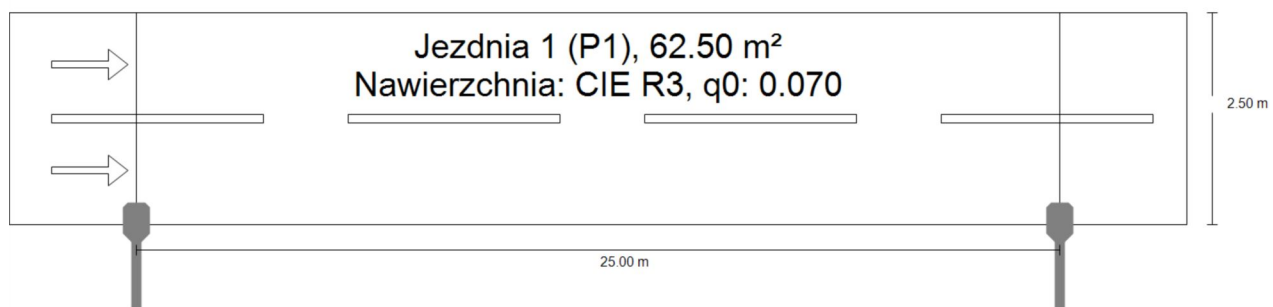 Jezdnia 1 (P1), 62.50 m²
Nawierzchnia: CIE R3, q0: 0.070
2.50 m
25.00 m